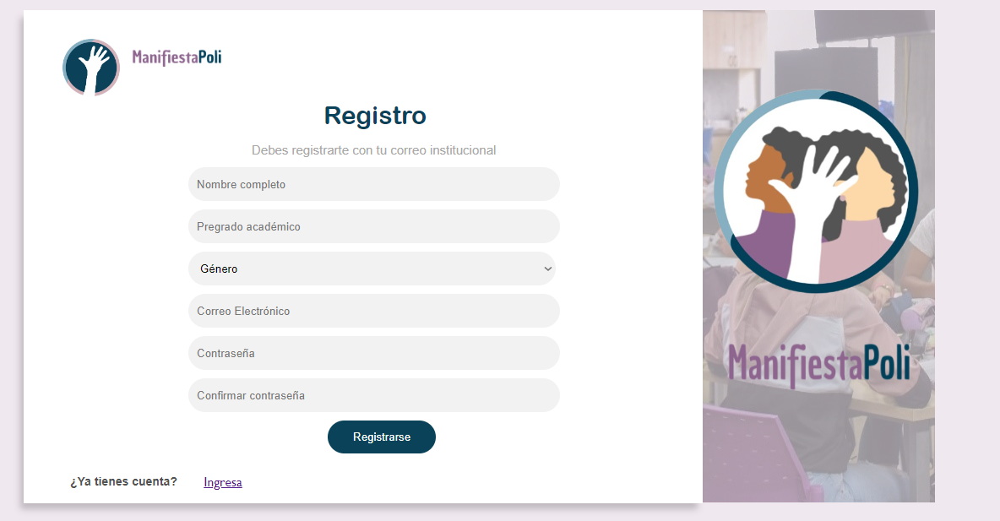 ManifiestaPoli
Registro
Debes registrarte con tu correo institucional
Nombre completo
Pregrado académico
Género
Correo Electrónico
Contraseña
Confirmar contraseña
Registrarse
¿Ya tienes cuenta? Ingresa
ManifiestaPoli